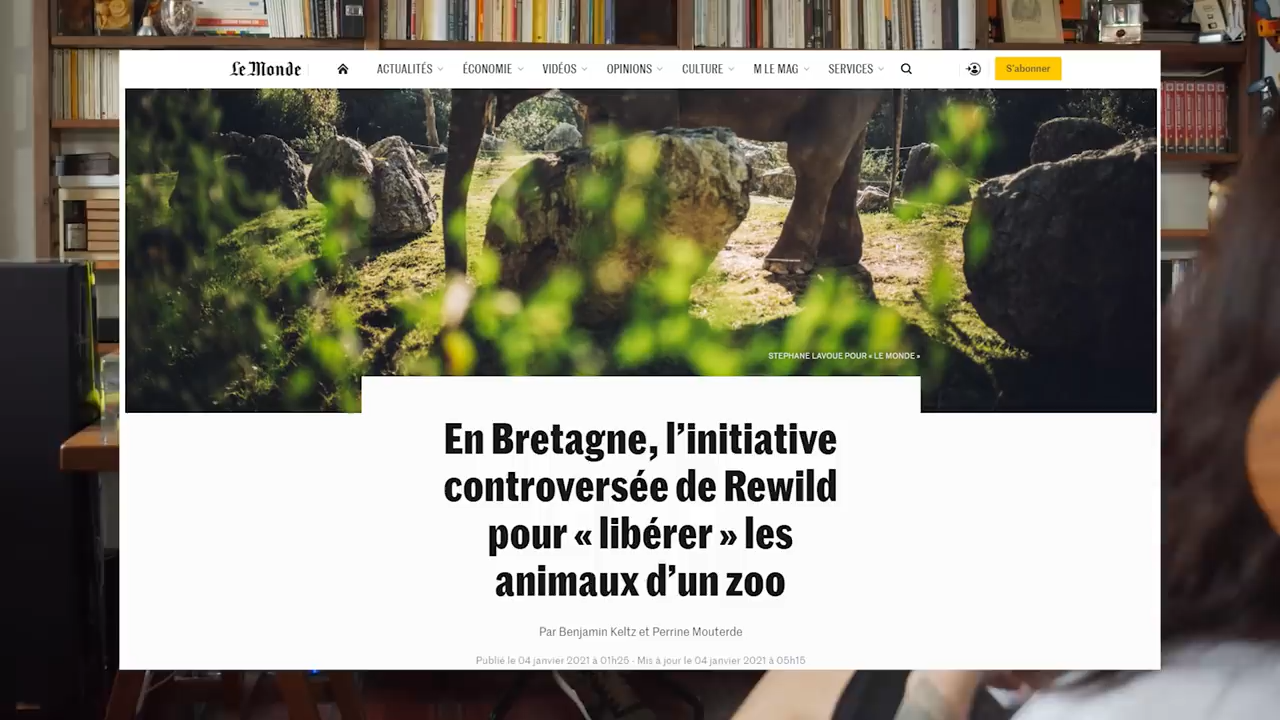 Le Monde
ACTUALITÉS ÉCONOMIE VIDÉOS OPINIONS CULTURE M LE MAG SERVICES S'abonner
STEPHANE LAVOUE POUR « LE MONDE »
En Bretagne, l'initiative
controversée de Rewild
pour « libérer » les
animaux d'un zoo
Par Benjamin Keltz et Perrine Mouterde
Publié le 04 janvier 2021 à 01h25 - Mis à jour le 04 janvier 2021 à 05h15